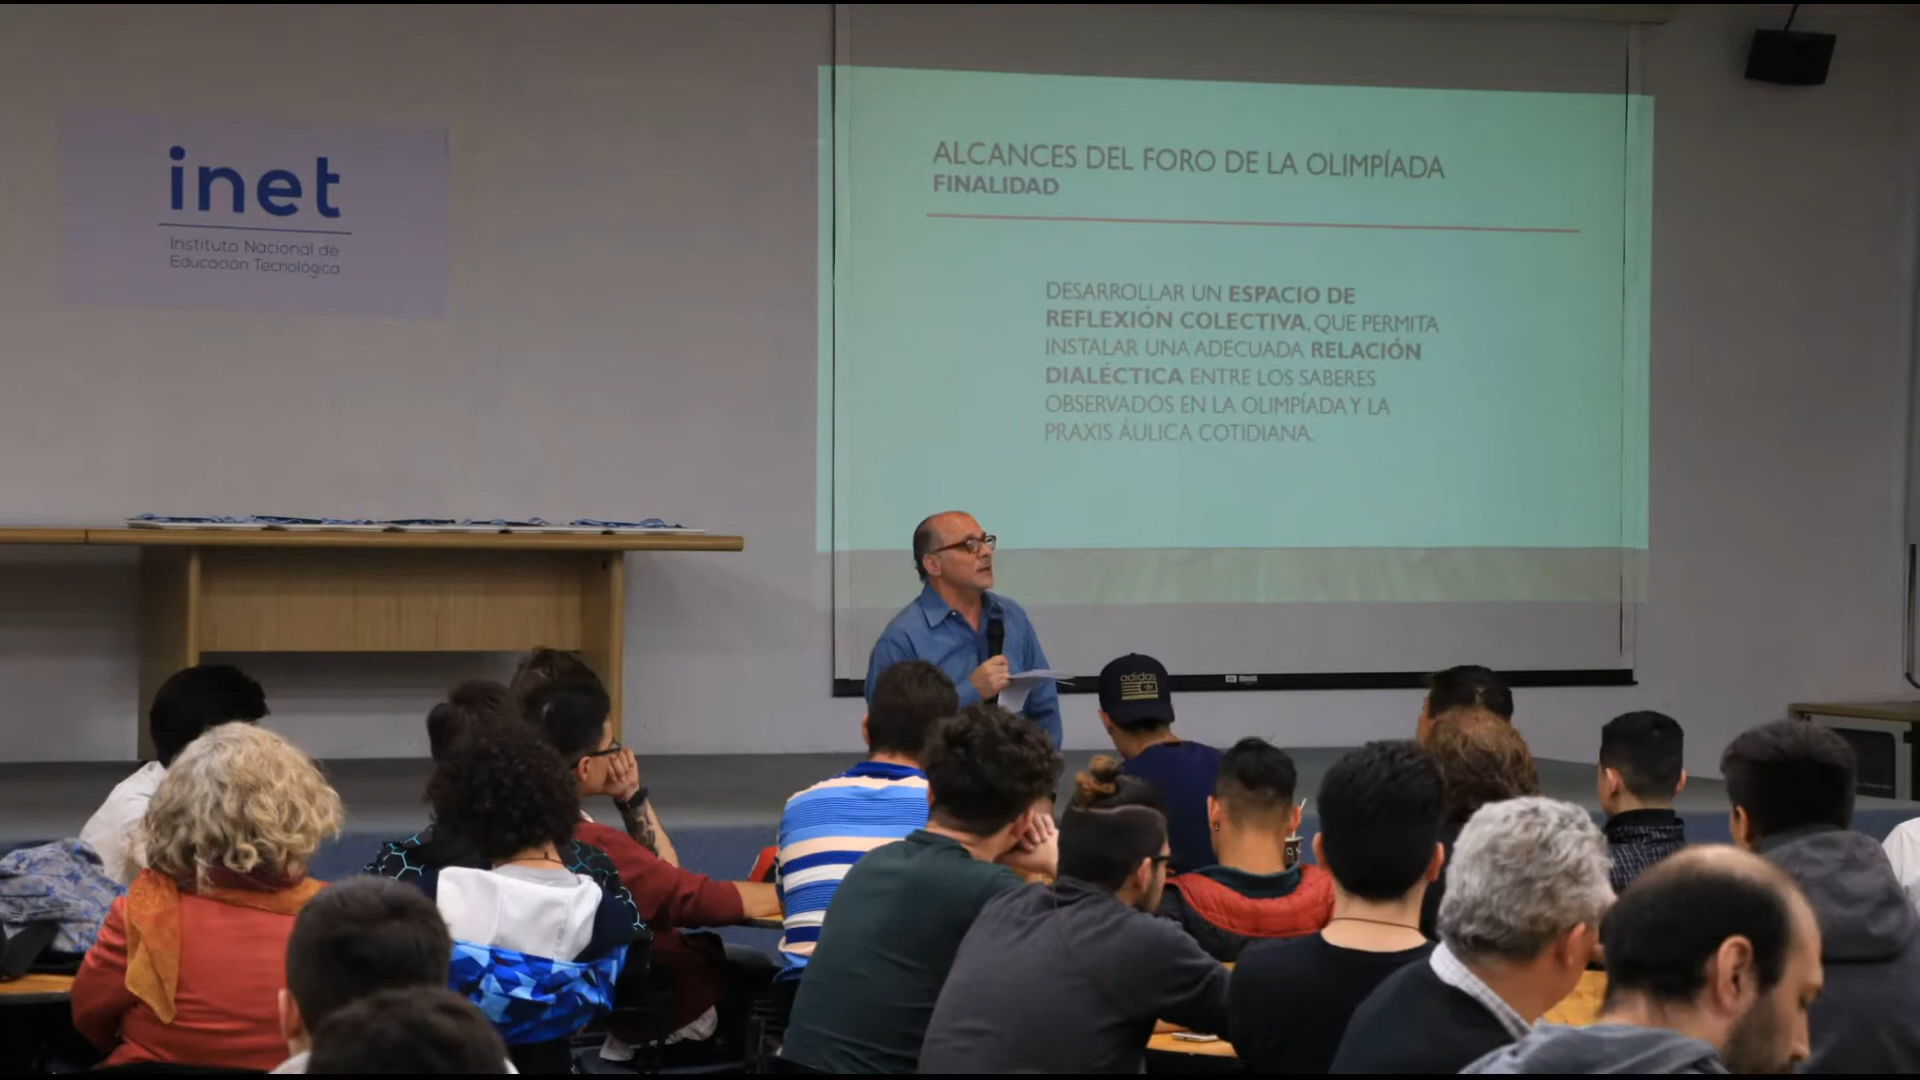 inet
Instituto Nacional de
Educación Tecnológica
ALCANCES DEL FORO DE LA OLIMPÍADA
FINALIDAD
DESARROLLAR UN ESPACIO DE
REFLEXIÓN COLECTIVA, QUE PERMITA
INSTALAR UNA ADECUADA RELACIÓN
DIALÉCTICA ENTRE LOS SABERES
OBSERVADOS EN LA OLIMPÍADA Y LA
PRAXIS ÁULICA COTIDIANA.
adidas